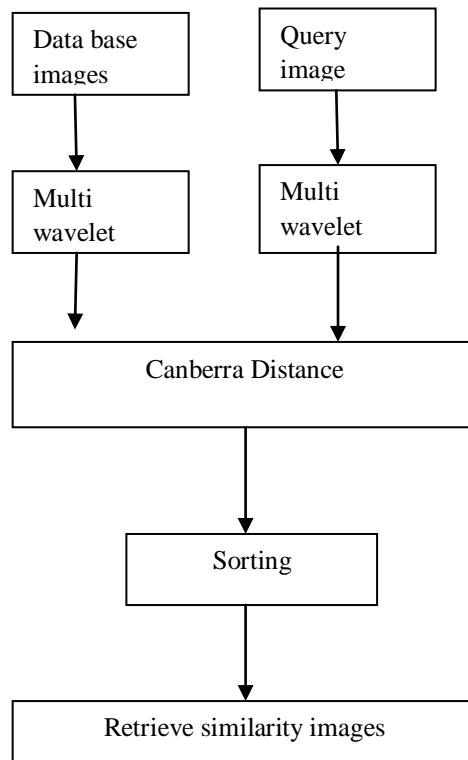 Data base
images
Query
image
Multi
wavelet
Multi
wavelet
Canberra Distance
Sorting
Retrieve similarity images